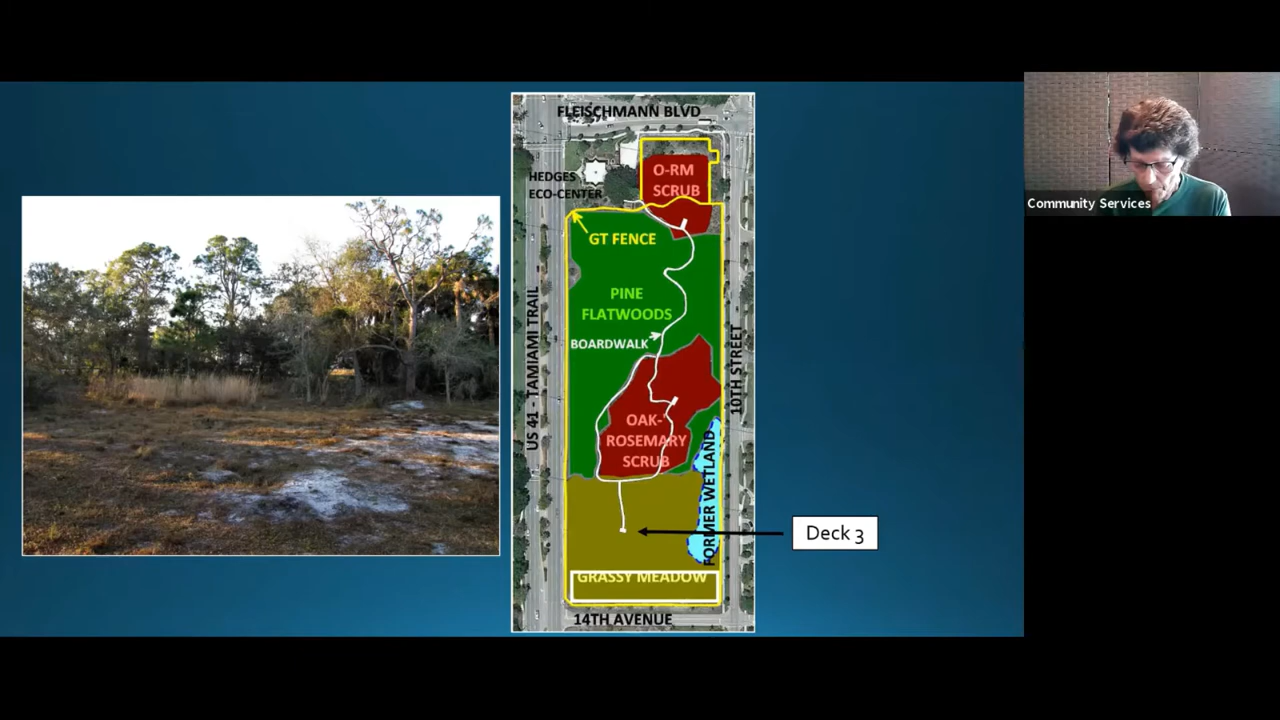 FLEISCHMANN BLVD
HEDGES
ECO-CENTER
O-RM
SCRUB
GT FENCE
PINE
FLATWOODS
BOARDWALK
US 41 - TAMIAMI TRAIL
10TH STREET
OAK-
ROSEMARY
SCRUB
FORMER WETLAND
Deck 3
GRASSY MEADOW
14TH AVENUE
Community Services